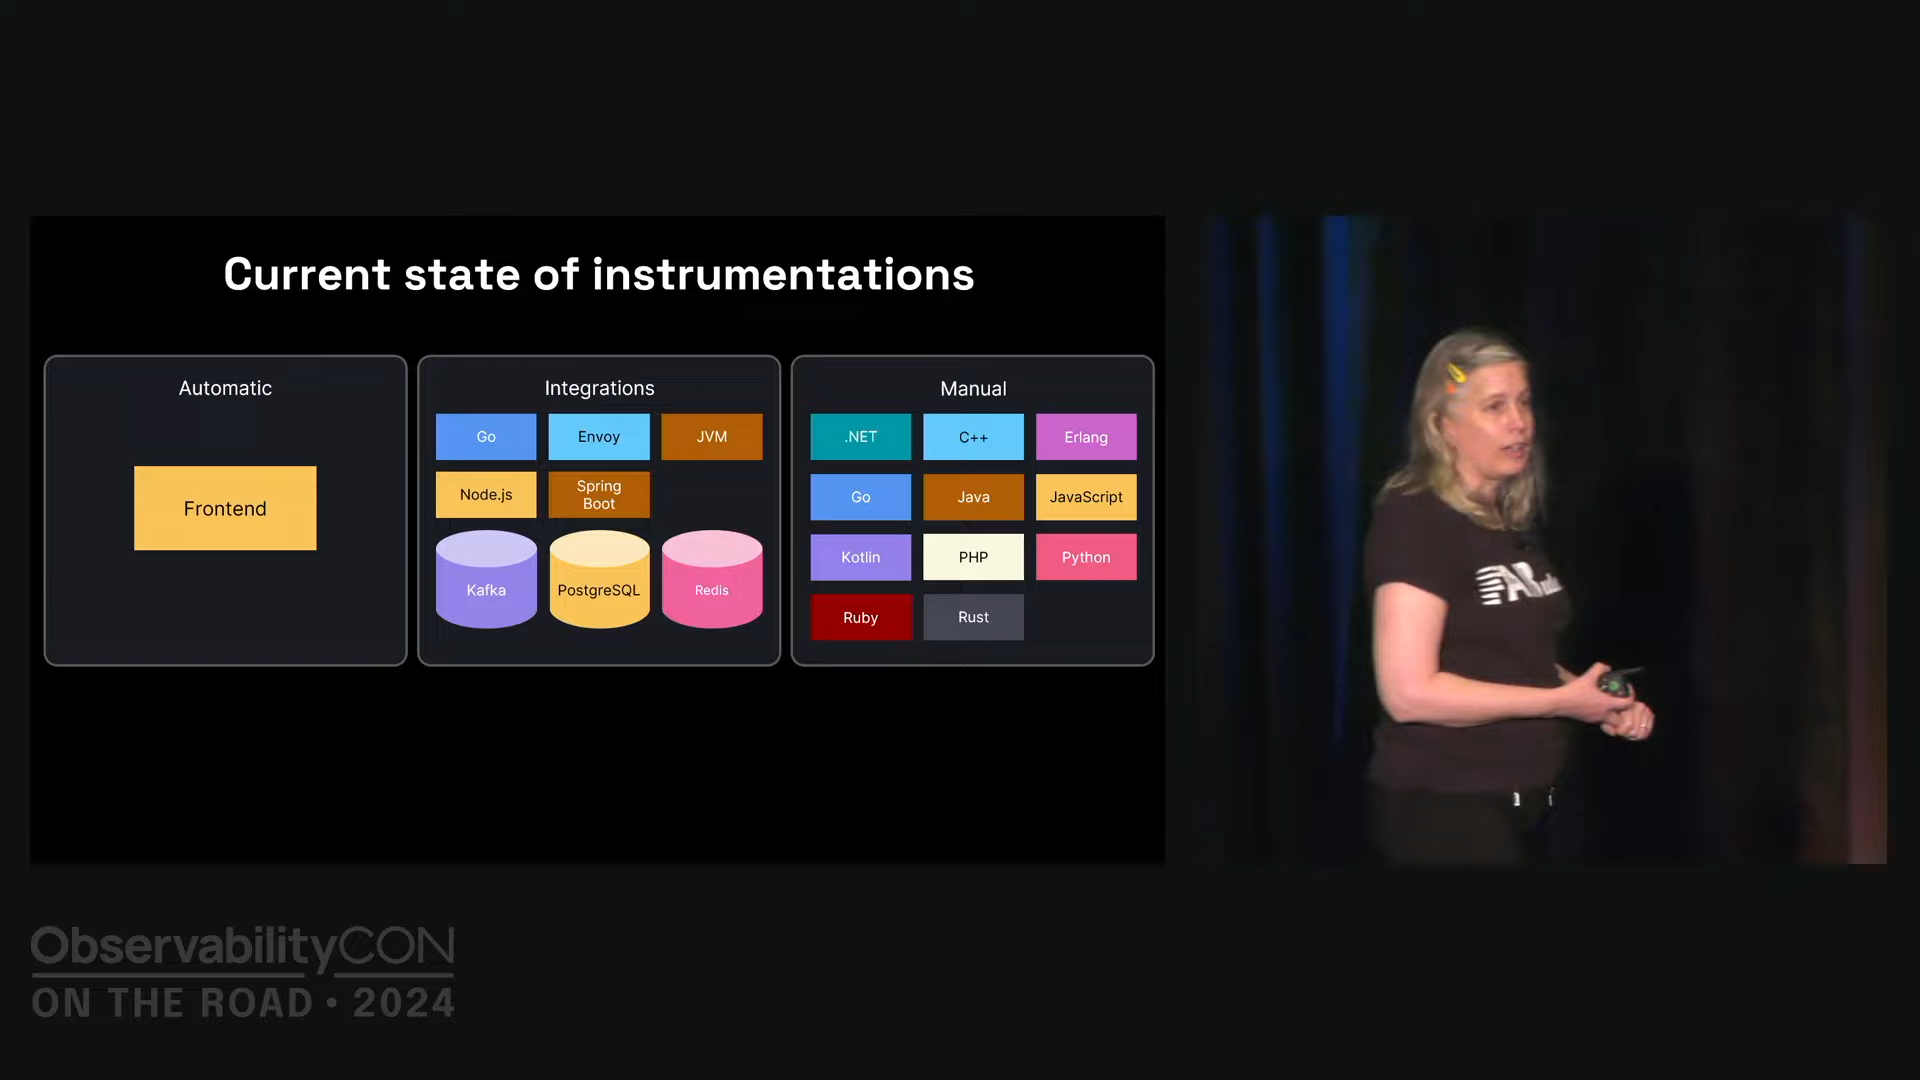 Current state of instrumentations
Automatic
Frontend
Integrations
Go
Envoy
JVM
Node.js
Spring
Boot
Kafka
PostgreSQL
Redis
Manual
.NET
C++
Erlang
Go
Java
JavaScript
Kotlin
PHP
Python
Ruby
Rust
ObservabilityCON
ON THE ROAD • 2024